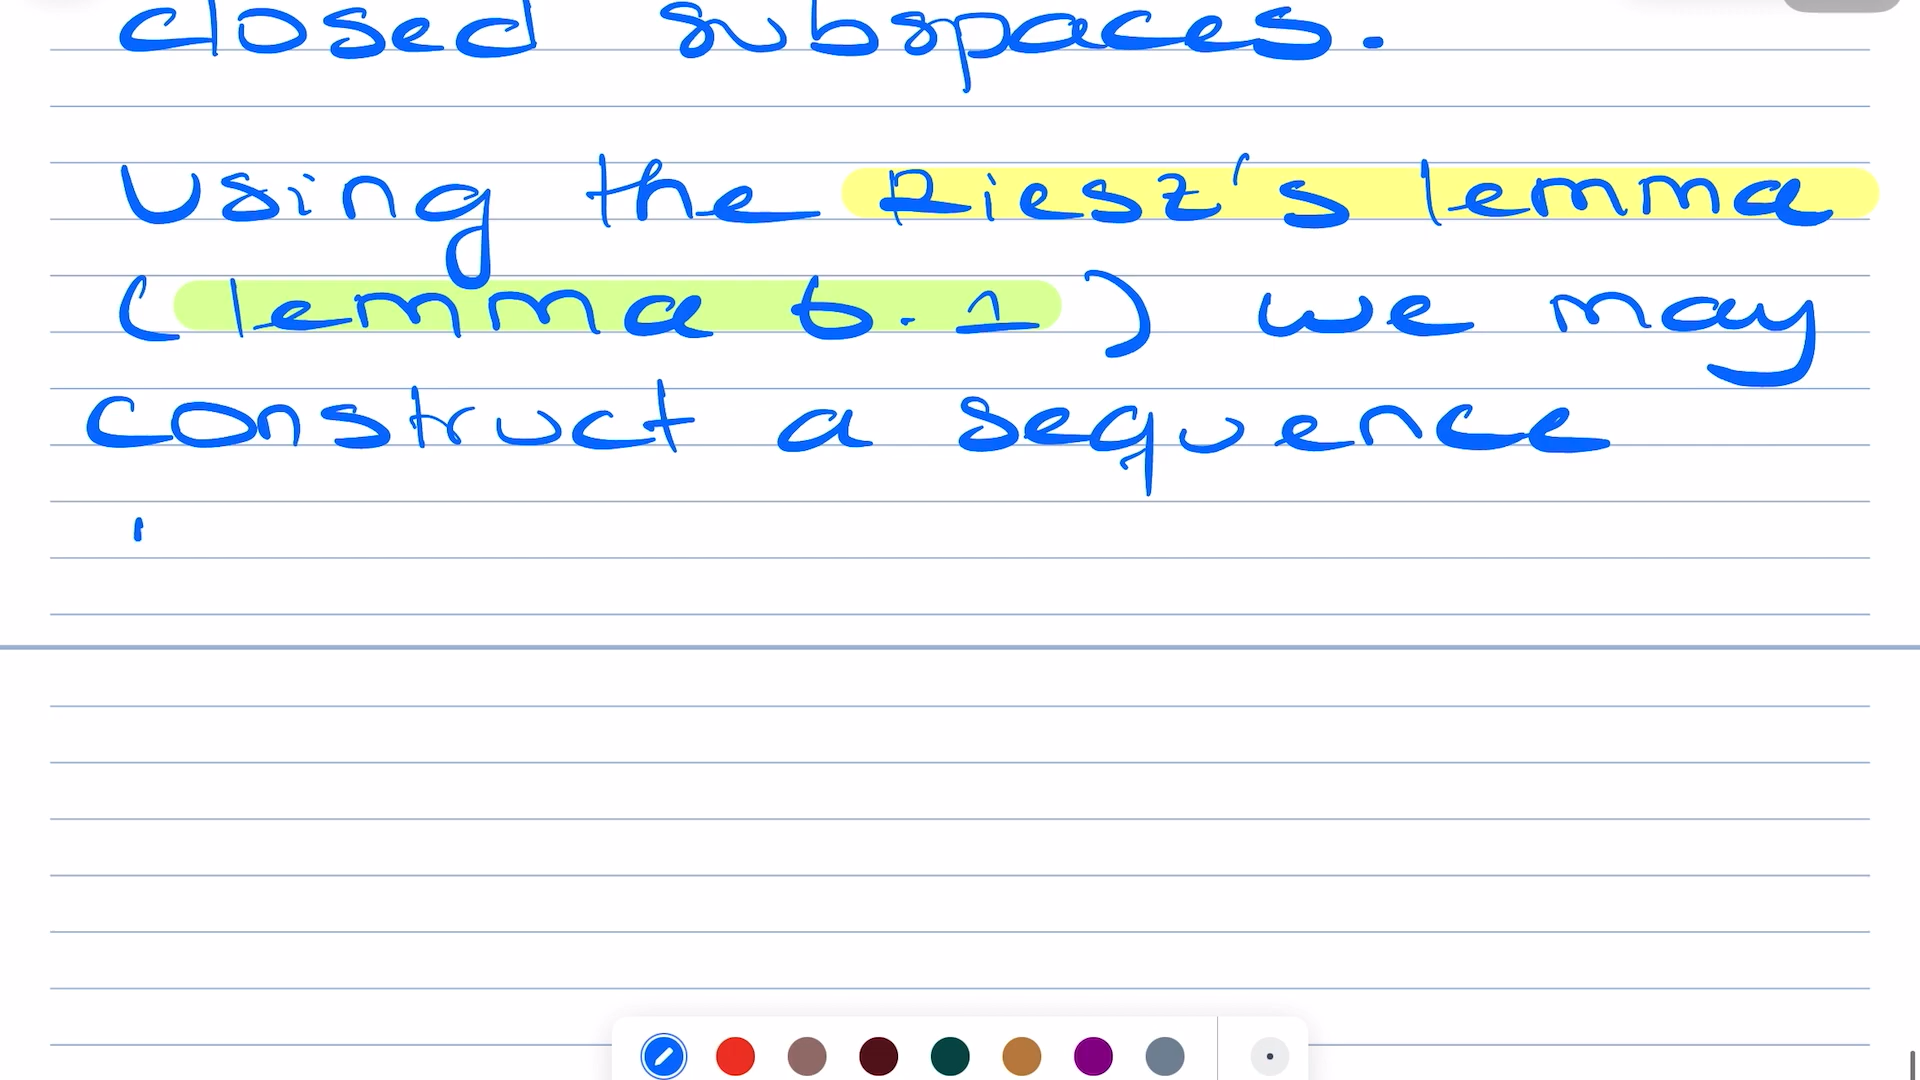 closed subspaces.
Using the Riesz's lemma
(lemma 6.1) we may
construct a sequence